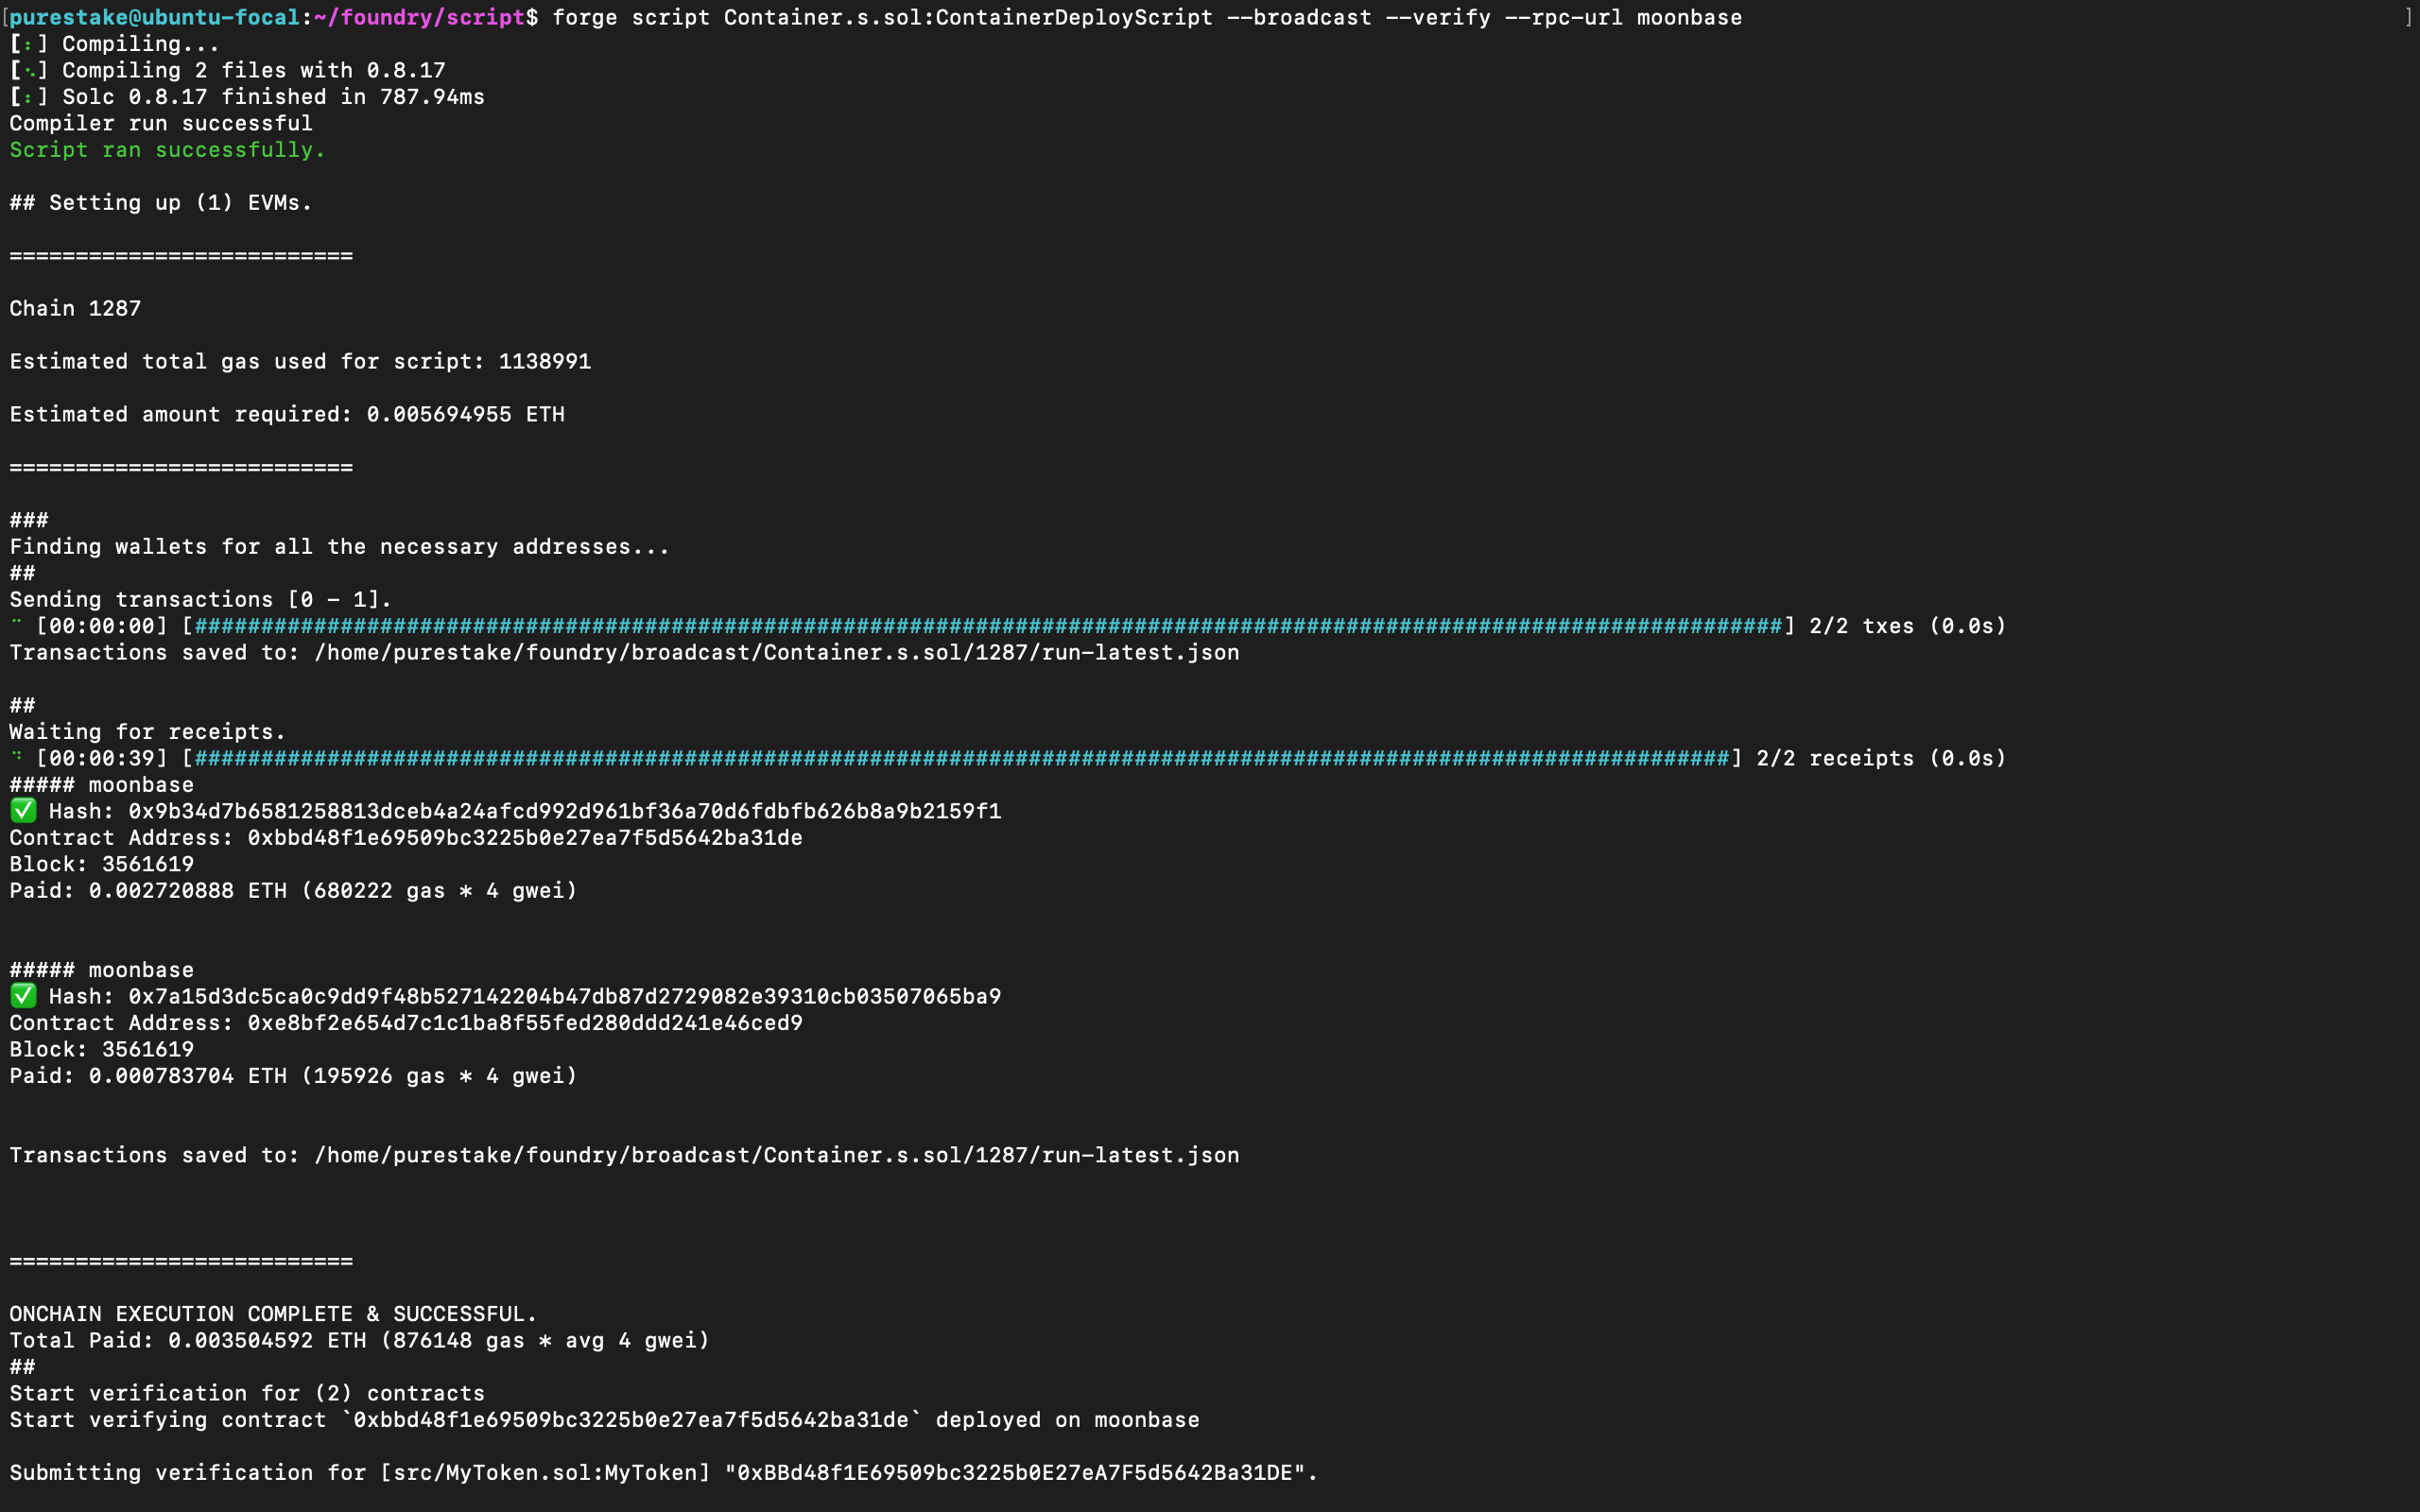 [purestake@ubuntu-focal:~/foundry/script$ forge script Container.s.sol:ContainerDeployScript --broadcast --verify --rpc-url moonbase ]
[⠆] Compiling...
[⠢] Compiling 2 files with 0.8.17
[⠆] Solc 0.8.17 finished in 787.94ms
Compiler run successful
Script ran successfully.
## Setting up (1) EVMs.
==========================
Chain 1287
Estimated total gas used for script: 1138991
Estimated amount required: 0.005694955 ETH
==========================
###
Finding wallets for all the necessary addresses...
##
Sending transactions [0 - 1].
⠉ [00:00:00] [########################################################################################################################] 2/2 txes (0.0s)
Transactions saved to: /home/purestake/foundry/broadcast/Container.s.sol/1287/run-latest.json
##
Waiting for receipts.
⠙ [00:00:39] [####################################################################################################################] 2/2 receipts (0.0s)
##### moonbase
✅ Hash: 0x9b34d7b6581258813dceb4a24afcd992d961bf36a70d6fdbfb626b8a9b2159f1
Contract Address: 0xbbd48f1e69509bc3225b0e27ea7f5d5642ba31de
Block: 3561619
Paid: 0.002720888 ETH (680222 gas * 4 gwei)
##### moonbase
✅ Hash: 0x7a15d3dc5ca0c9dd9f48b527142204b47db87d2729082e39310cb03507065ba9
Contract Address: 0xe8bf2e654d7c1c1ba8f55fed280ddd241e46ced9
Block: 3561619
Paid: 0.000783704 ETH (195926 gas * 4 gwei)
Transactions saved to: /home/purestake/foundry/broadcast/Container.s.sol/1287/run-latest.json
==========================
ONCHAIN EXECUTION COMPLETE & SUCCESSFUL.
Total Paid: 0.003504592 ETH (876148 gas * avg 4 gwei)
##
Start verification for (2) contracts
Start verifying contract `0xbbd48f1e69509bc3225b0e27ea7f5d5642ba31de` deployed on moonbase
Submitting verification for [src/MyToken.sol:MyToken] "0xBBd48f1E69509bc3225b0E27eA7F5d5642Ba31DE".